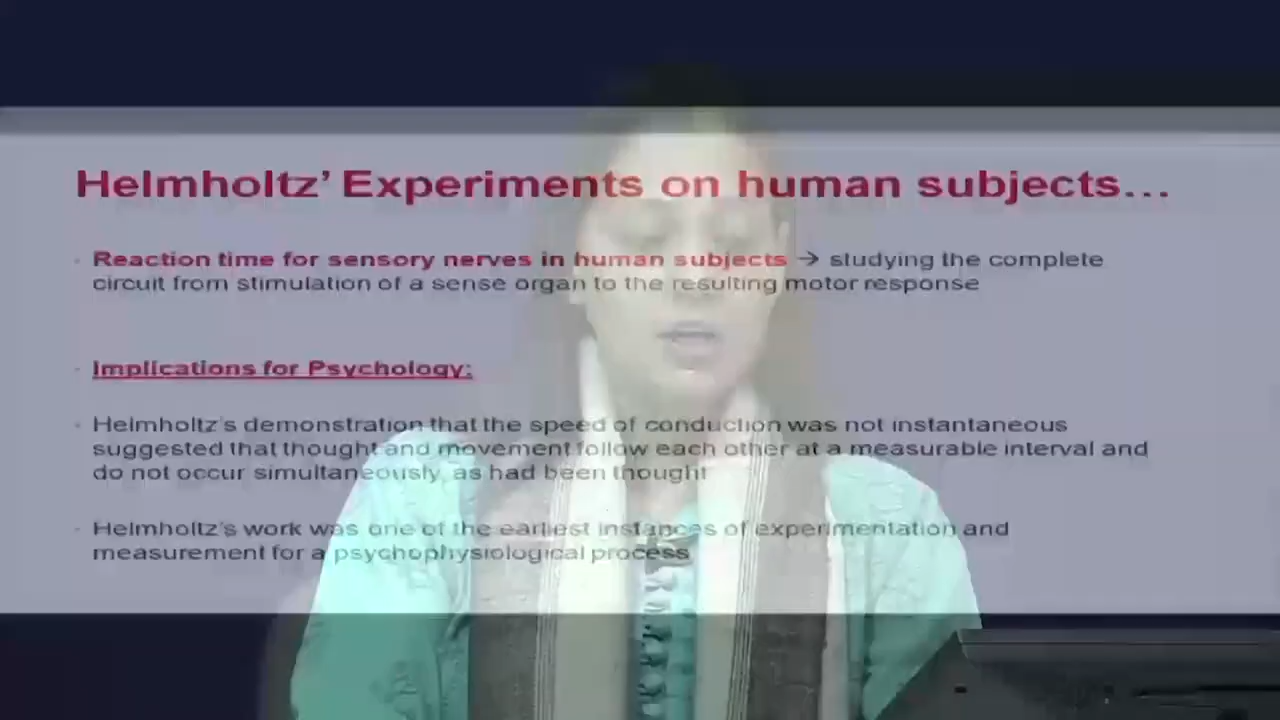 Helmholtz’ Experiments on human subjects…
Reaction time for sensory nerves in human subjects → studying the complete
circuit from stimulation of a sense organ to the resulting motor response
Implications for Psychology:
Helmholtz’s demonstration that the speed of conduction was not instantaneous
suggested that thought and movement follow each other at a measurable interval and
do not occur simultaneously, as had been thought
Helmholtz’s work was one of the earliest instances of experimentation and
measurement for a psychophysiological process